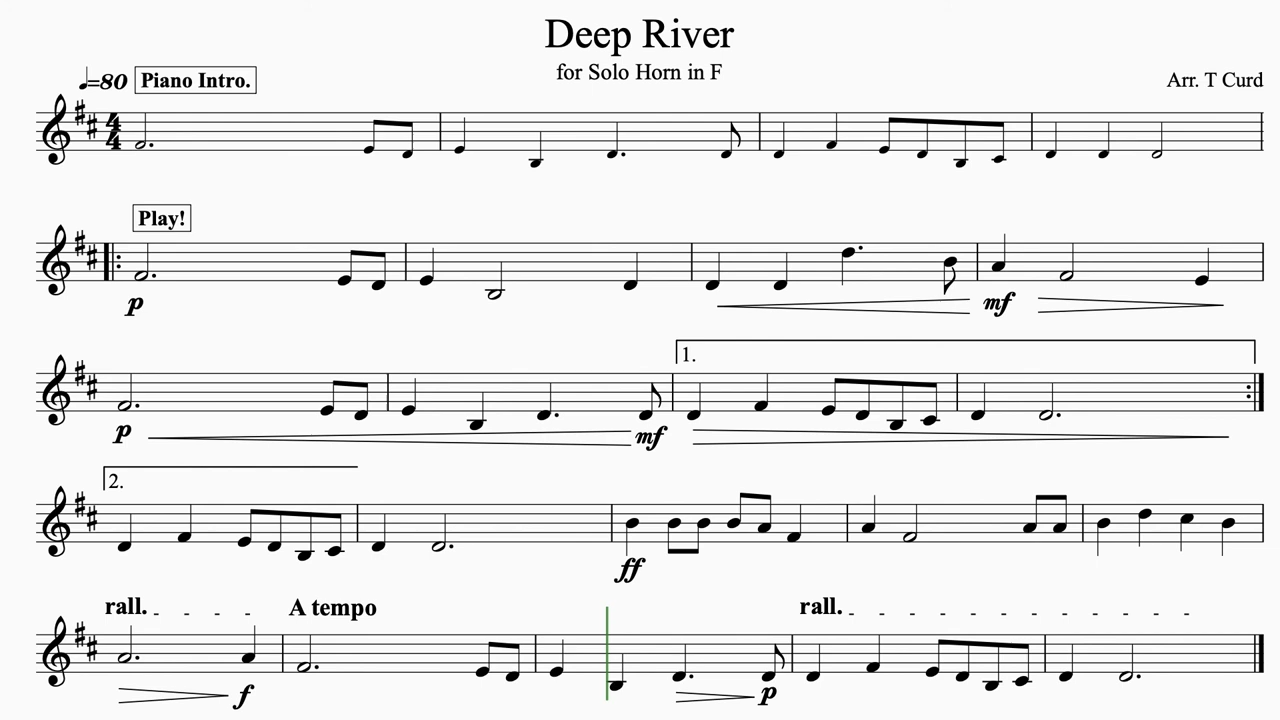 Deep River
for Solo Horn in F
♩=80 Piano Intro. Arr. T Curd
4
4
Play!
p mf
1.
p mf
2.
ff
rall. A tempo rall.
f p